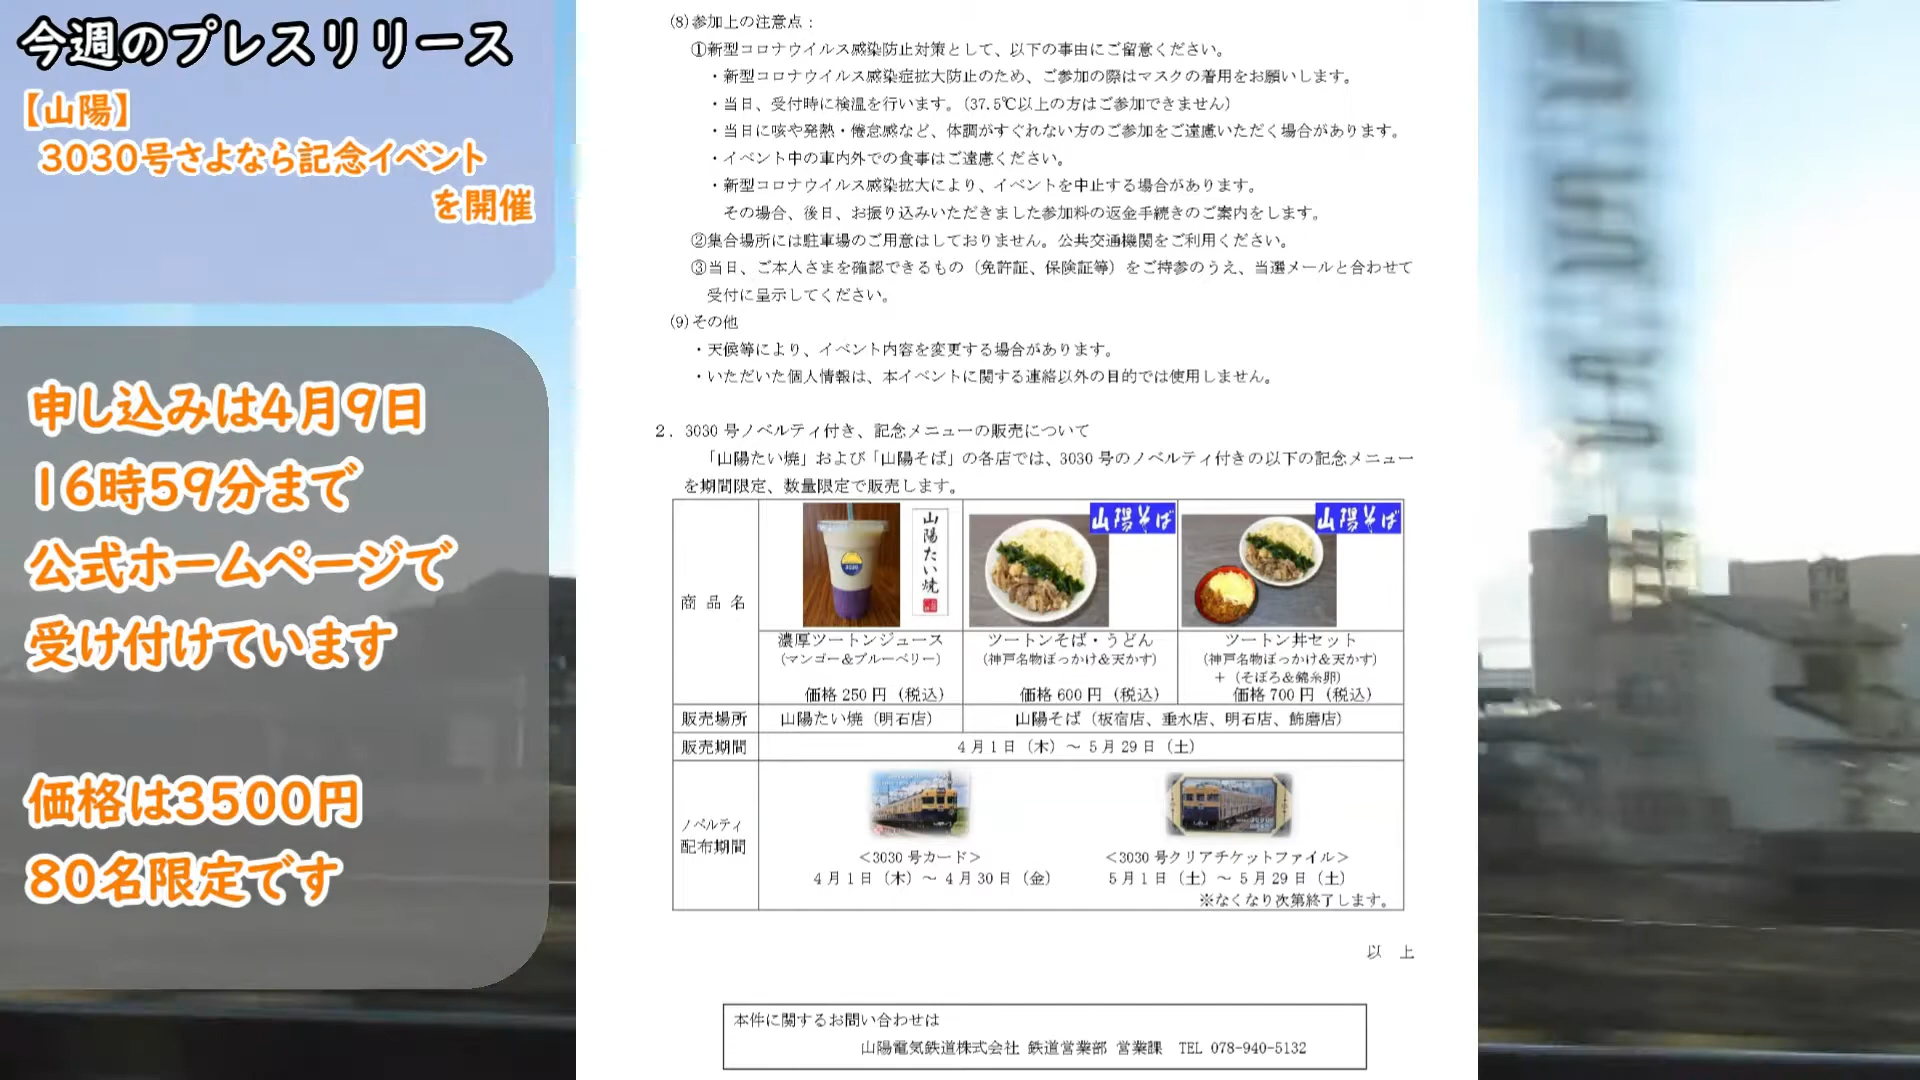 今週のプレスリリース
【山陽】
3030号さよなら記念イベント
を開催
申し込みは4月9日
16時59分まで
公式ホームページで
受け付けています
価格は3500円
80名限定です
(8)参加上の注意点：
①新型コロナウイルス感染防止対策として、以下の事由にご留意ください。
・新型コロナウイルス感染症拡大防止のため、ご参加の際はマスクの着用をお願いします。
・当日、受付時に検温を行います。(37.5℃以上の方はご参加できません)
・当日に咳や発熱・倦怠感など、体調がすぐれない方のご参加をご遠慮いただく場合があります。
・イベント中の車内外での食事はご遠慮ください。
・新型コロナウイルス感染拡大により、イベントを中止する場合があります。
その場合、後日、お振り込みいただきました参加料の返金手続きのご案内をします。
②集合場所には駐車場のご用意はしておりません。公共交通機関をご利用ください。
③当日、ご本人さまを確認できるもの（免許証、保険証等）をご持参のうえ、当選メールと合わせて
受付に呈示してください。
(9)その他
・天候等により、イベント内容を変更する場合があります。
・いただいた個人情報は、本イベントに関する連絡以外の目的では使用しません。
２．3030 号ノベルティ付き、記念メニューの販売について
「山陽たい焼」および「山陽そば」の各店では、3030 号のノベルティ付きの以下の記念メニュー
を期間限定、数量限定で販売します。
商 品 名
3030
山陽たい焼
山陽そば
山陽そば
濃厚ツートンジュース
（マンゴー＆ブルーベリー）
価格 250 円（税込）
ツートンそば・うどん
（神戸名物ぼっかけ＆天かす）
価格 600 円（税込）
ツートン丼セット
（神戸名物ぼっかけ＆天かす）
＋（そぼろ＆錦糸卵）
価格 700 円（税込）
販売場所
山陽たい焼（明石店）
山陽そば（板宿店、垂水店、明石店、飾磨店）
販売期間
4 月 1 日（木）～ 5 月 29 日（土）
ノベルティ
配布期間
＜3030 号カード＞
4 月 1 日（木）～ 4 月 30 日（金）
＜3030 号クリアチケットファイル＞
5 月 1 日（土）～ 5 月 29 日（土）
※なくなり次第終了します。
以　上
本件に関するお問い合わせは
山陽電気鉄道株式会社 鉄道営業部 営業課　TEL 078-940-5132